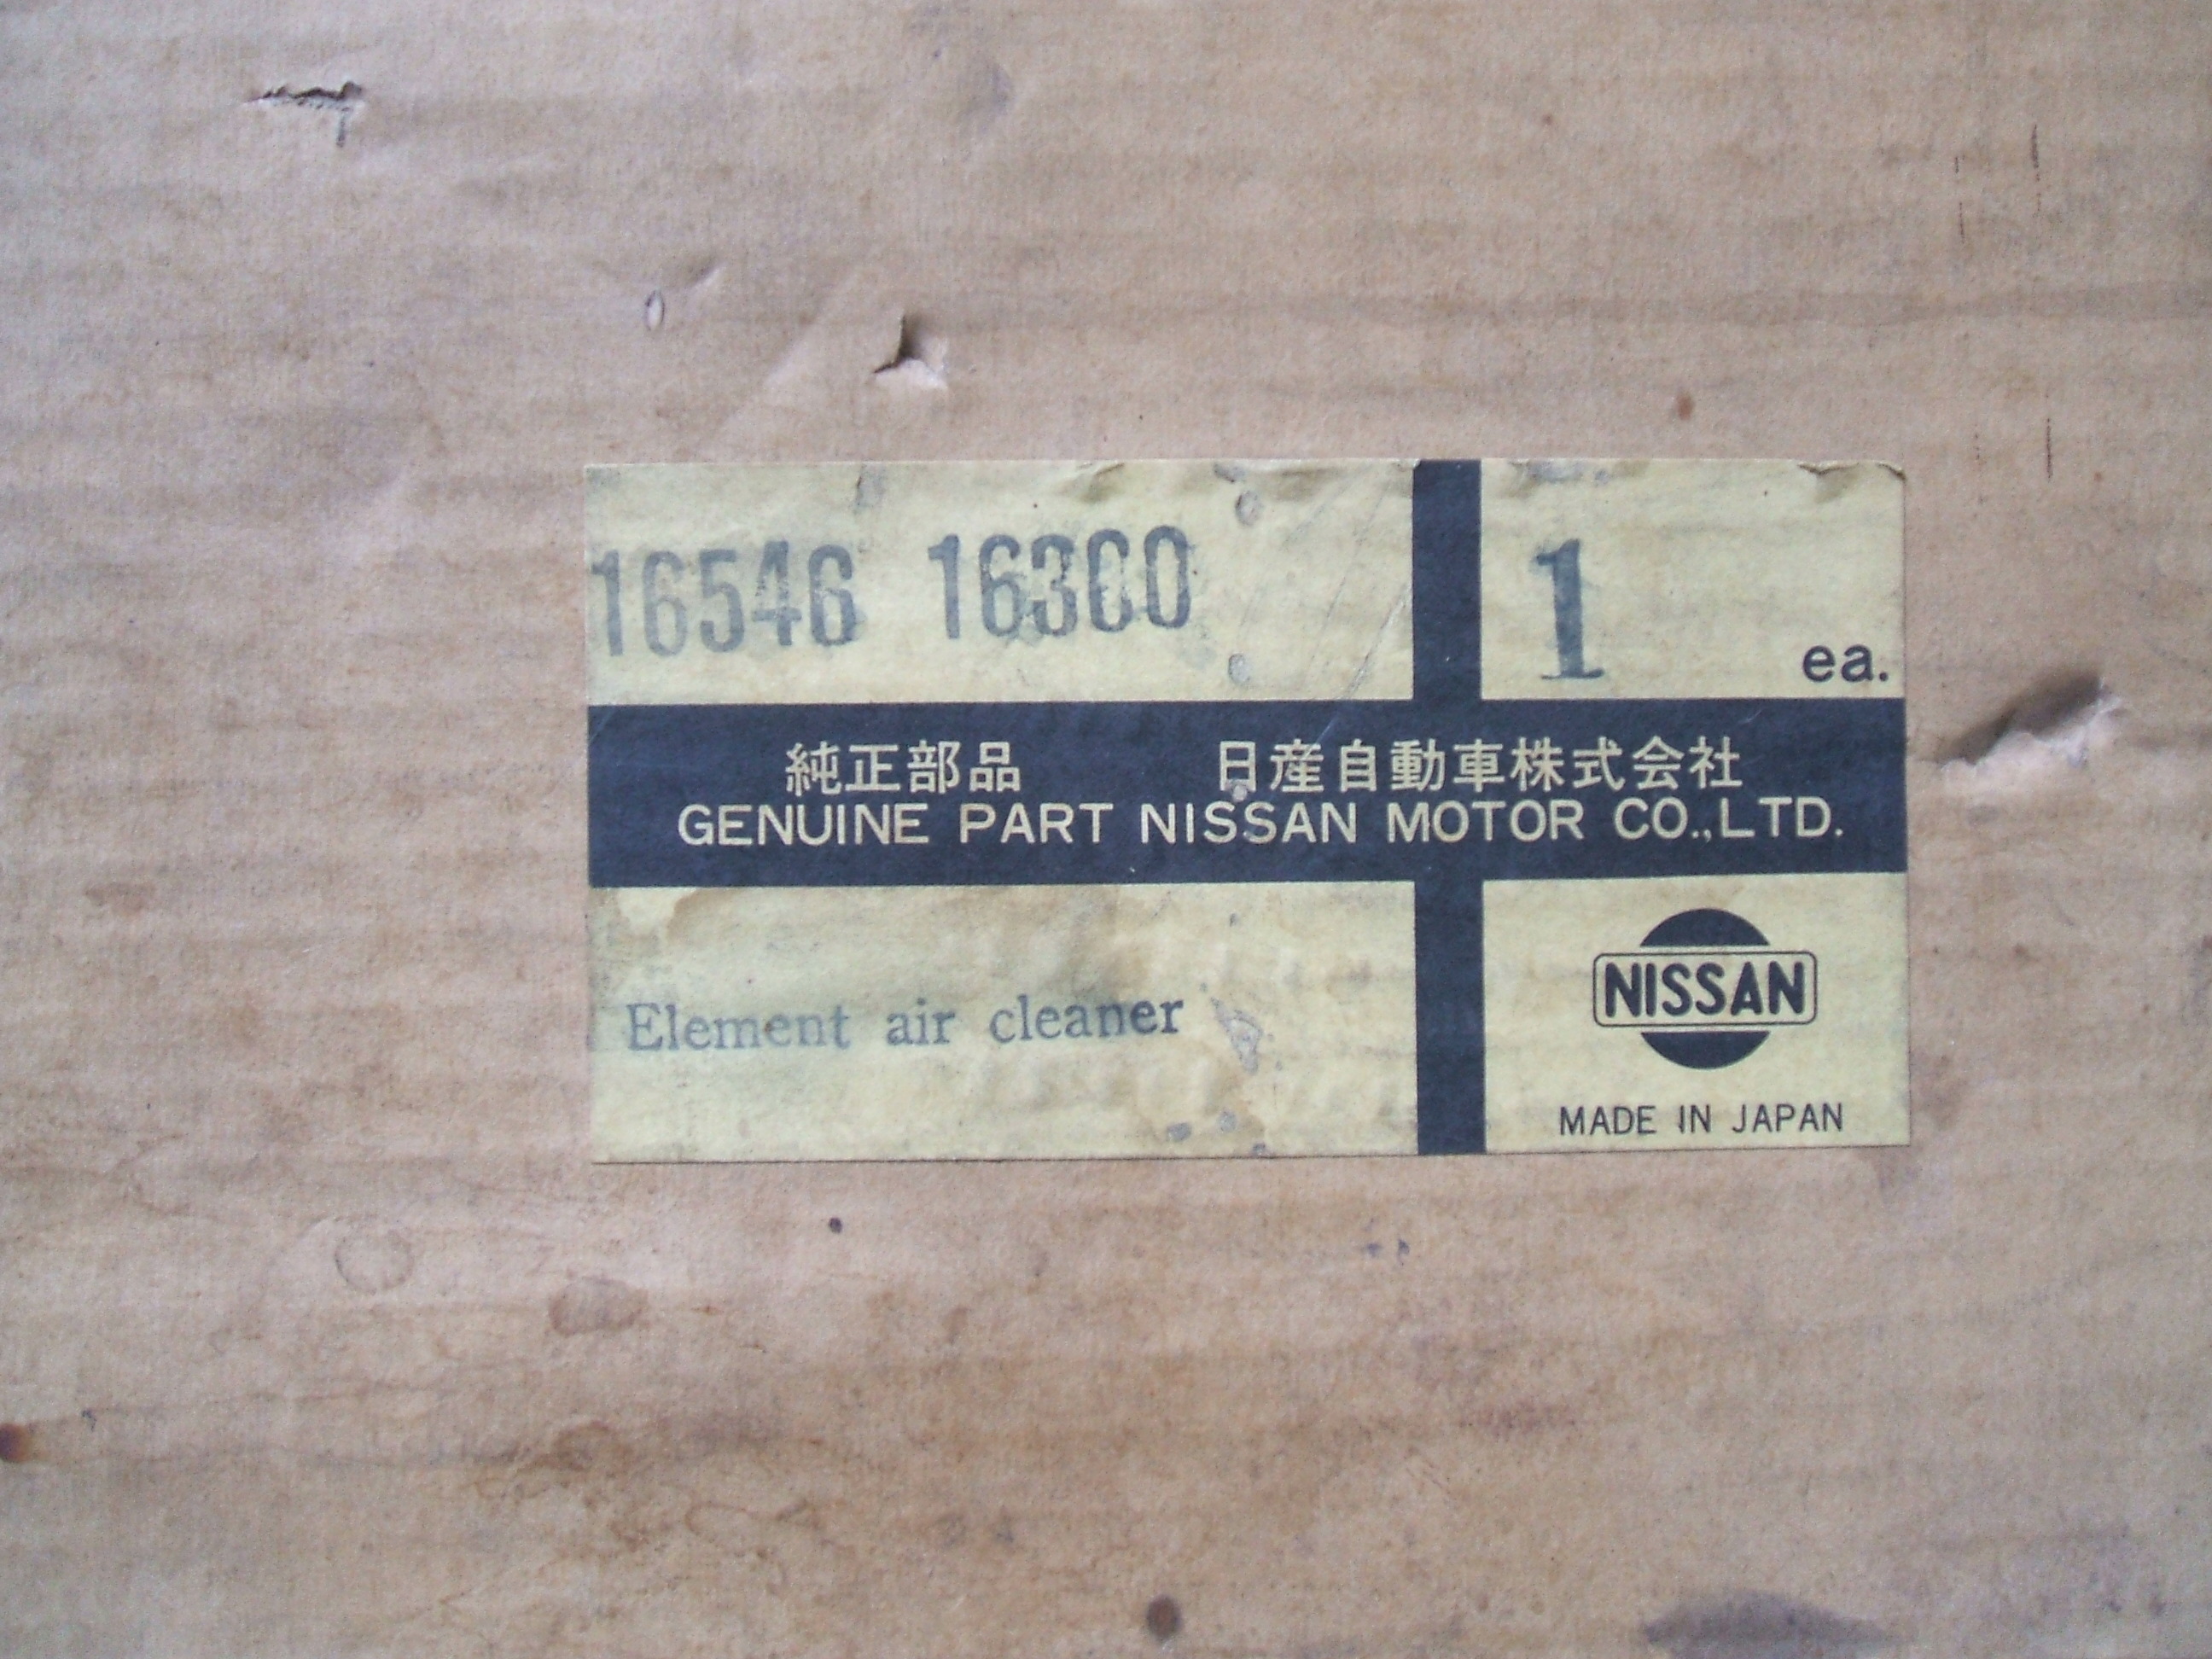 16546 16300
1
ea.
純正部品 日産自動車株式会社
GENUINE PART NISSAN MOTOR CO.,LTD.
Element air cleaner
NISSAN
MADE IN JAPAN